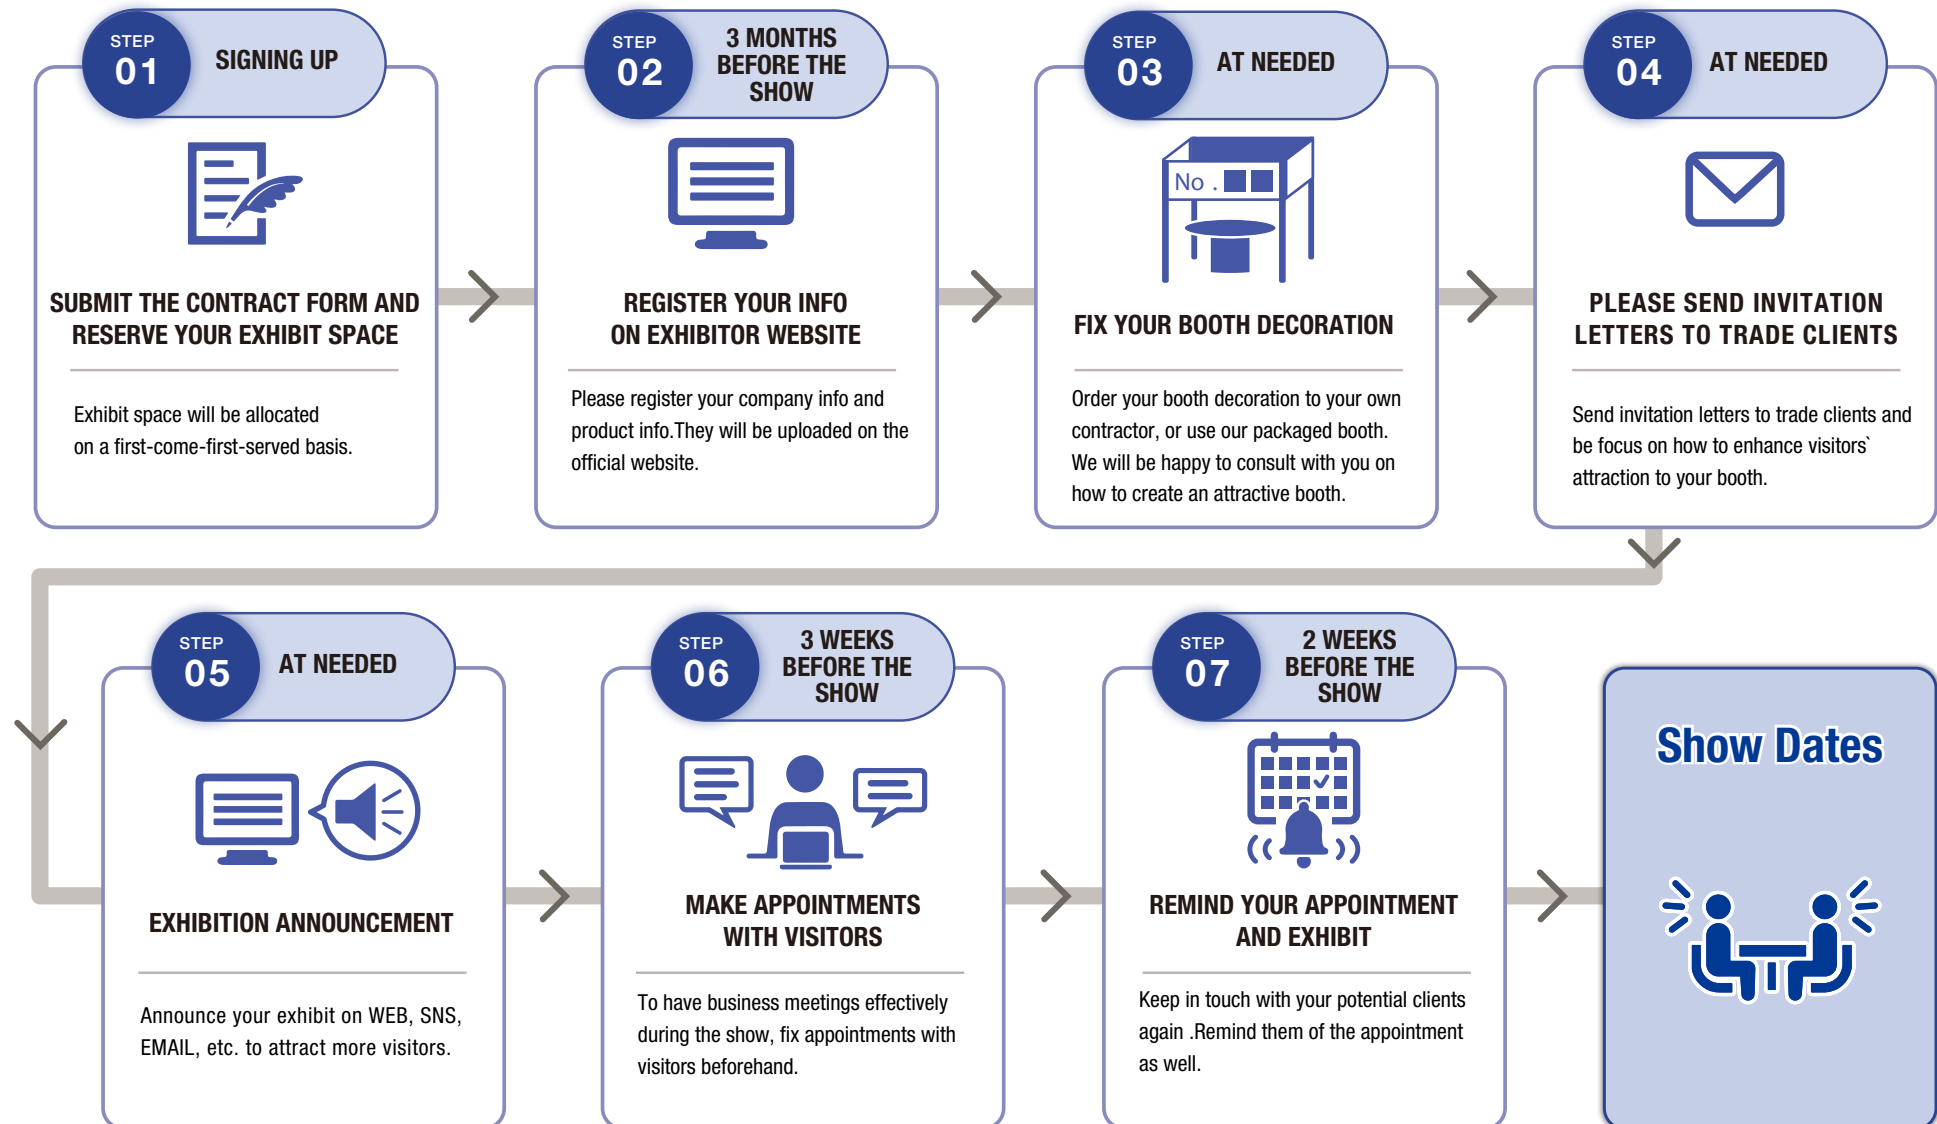 STEP
01
SIGNING UP
SUBMIT THE CONTRACT FORM AND
RESERVE YOUR EXHIBIT SPACE
Exhibit space will be allocated
on a first-come-first-served basis.
STEP
02
3 MONTHS
BEFORE THE
SHOW
REGISTER YOUR INFO
ON EXHIBITOR WEBSITE
Please register your company info and
product info.They will be uploaded on the
official website.
STEP
03
AT NEEDED
No .
FIX YOUR BOOTH DECORATION
Order your booth decoration to your own
contractor, or use our packaged booth.
We will be happy to consult with you on
how to create an attractive booth.
STEP
04
AT NEEDED
PLEASE SEND INVITATION
LETTERS TO TRADE CLIENTS
Send invitation letters to trade clients and
be focus on how to enhance visitors`
attraction to your booth.
STEP
05
AT NEEDED
EXHIBITION ANNOUNCEMENT
Announce your exhibit on WEB, SNS,
EMAIL, etc. to attract more visitors.
STEP
06
3 WEEKS
BEFORE THE
SHOW
MAKE APPOINTMENTS
WITH VISITORS
To have business meetings effectively
during the show, fix appointments with
visitors beforehand.
STEP
07
2 WEEKS
BEFORE THE
SHOW
REMIND YOUR APPOINTMENT
AND EXHIBIT
Keep in touch with your potential clients
again .Remind them of the appointment
as well.
Show Dates